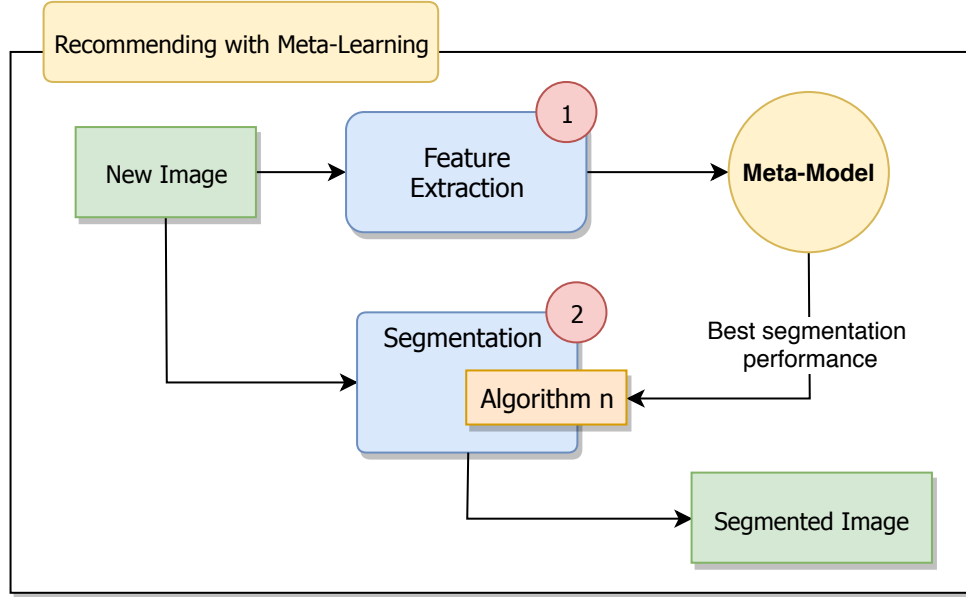 Recommending with Meta-Learning
1
New Image
Feature
Extraction
Meta-Model
2
Segmentation
Best segmentation
performance
Algorithm n
Segmented Image